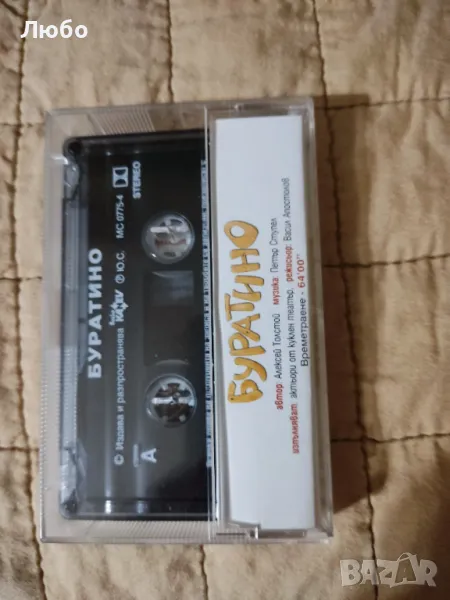 Любо
БУРАТИНО
© Издава и разпространява
℗ Ю.С. MC 0775-4
STEREO
A
БУРАТИНО
автор: Алексей Толстой музика: Петър Ступел
изпълняват: актьори от куклен театър, режисьор: Васил Апостолов
Времетраене - 64'00"
BAZAR